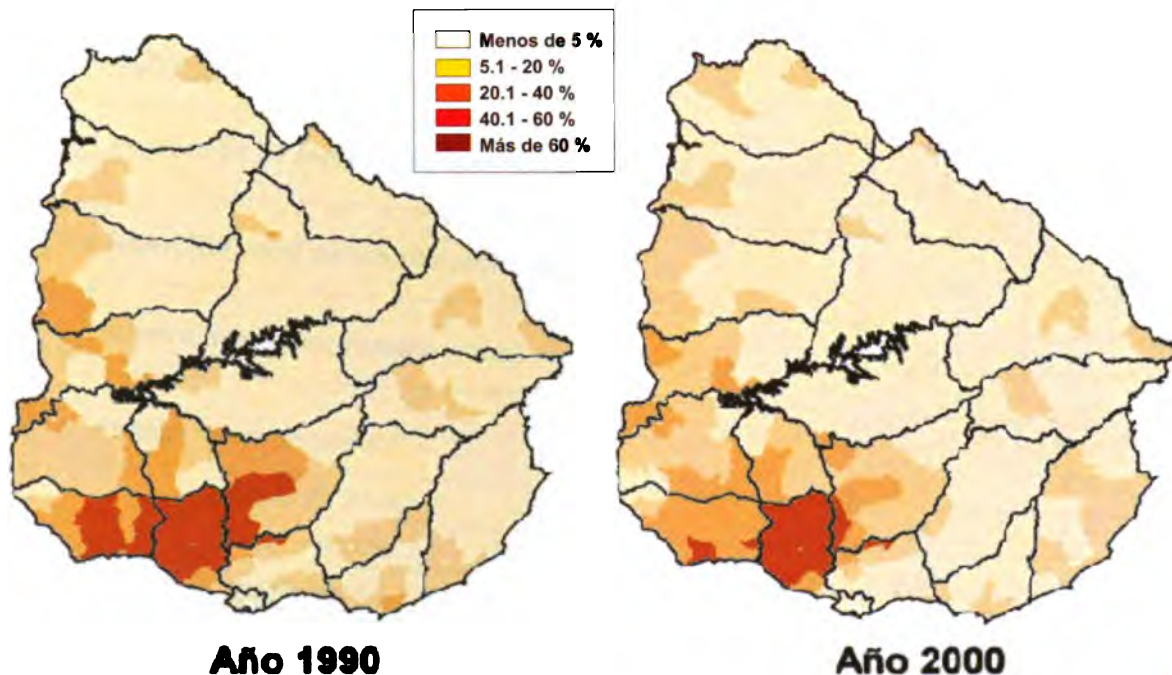 Menos de 5 %
5.1 - 20 %
20.1 - 40 %
40.1 - 60 %
Más de 60 %
Año 1990
Año 2000